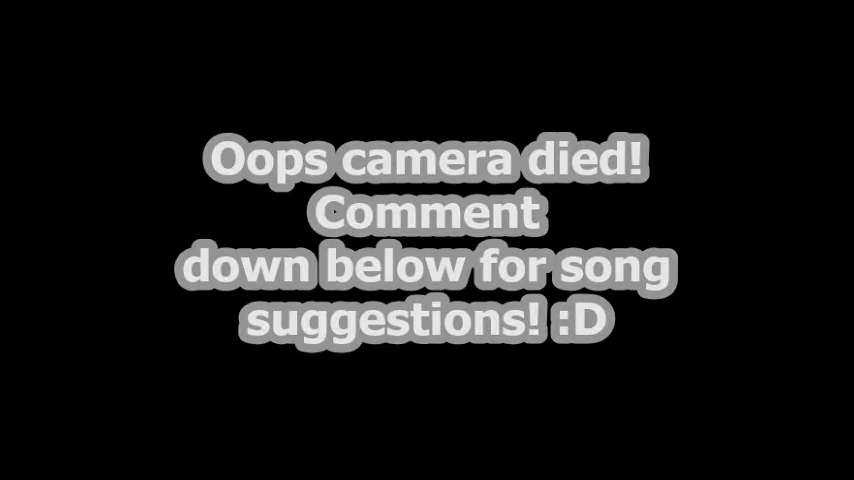 Oops camera died!
Comment
down below for song
suggestions! :D